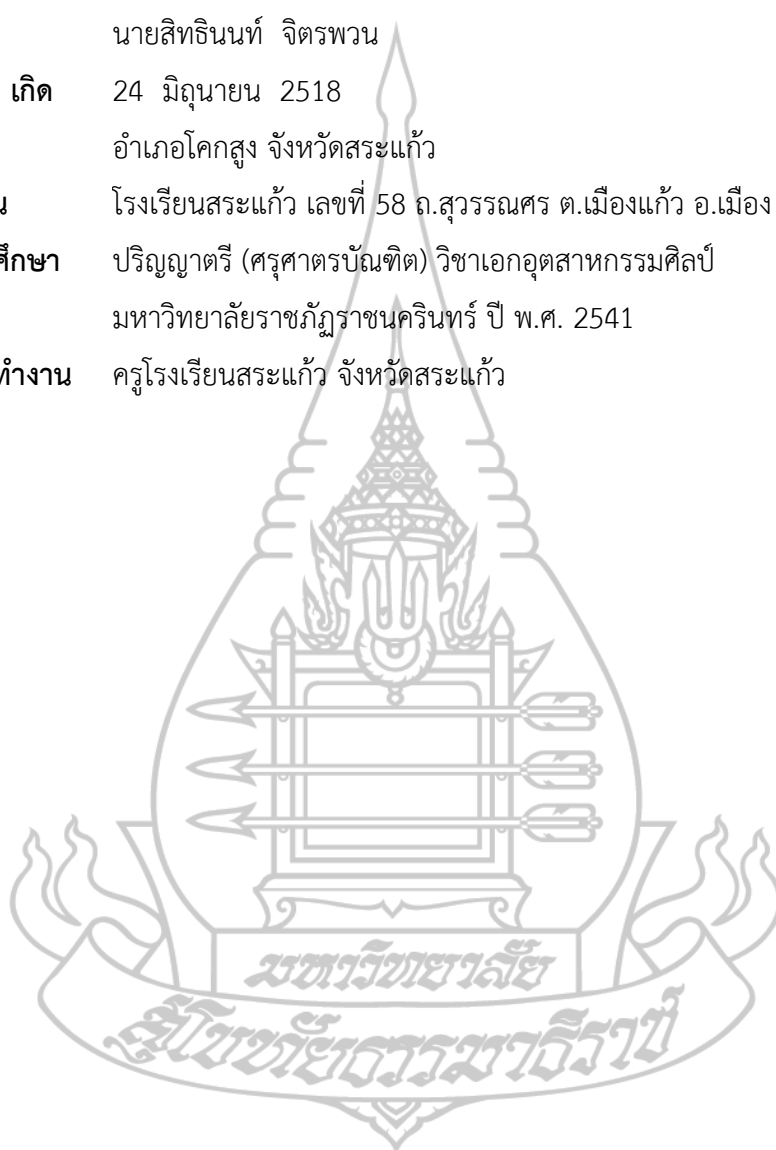 นายสิทธินนท์ จิตรพวน
เกิด 24 มิถุนายน 2518
อำเภอโคกสูง จังหวัดสระแก้ว
น โรงเรียนสระแก้ว เลขที่ 58 ถ.สุวรรณศร ต.เมืองแก้ว อ.เมือง
ศึกษา ปริญญาตรี (ศรุศาตรบัณฑิต) วิชาเอกอุตสาหกรรมศิลป์
มหาวิทยาลัยราชภัฏราชนครินทร์ ปี พ.ศ. 2541
ทำงาน ครูโรงเรียนสระแก้ว จังหวัดสระแก้ว
มหาวิทยาลัย
สุโขทัยธรรมาธิราช